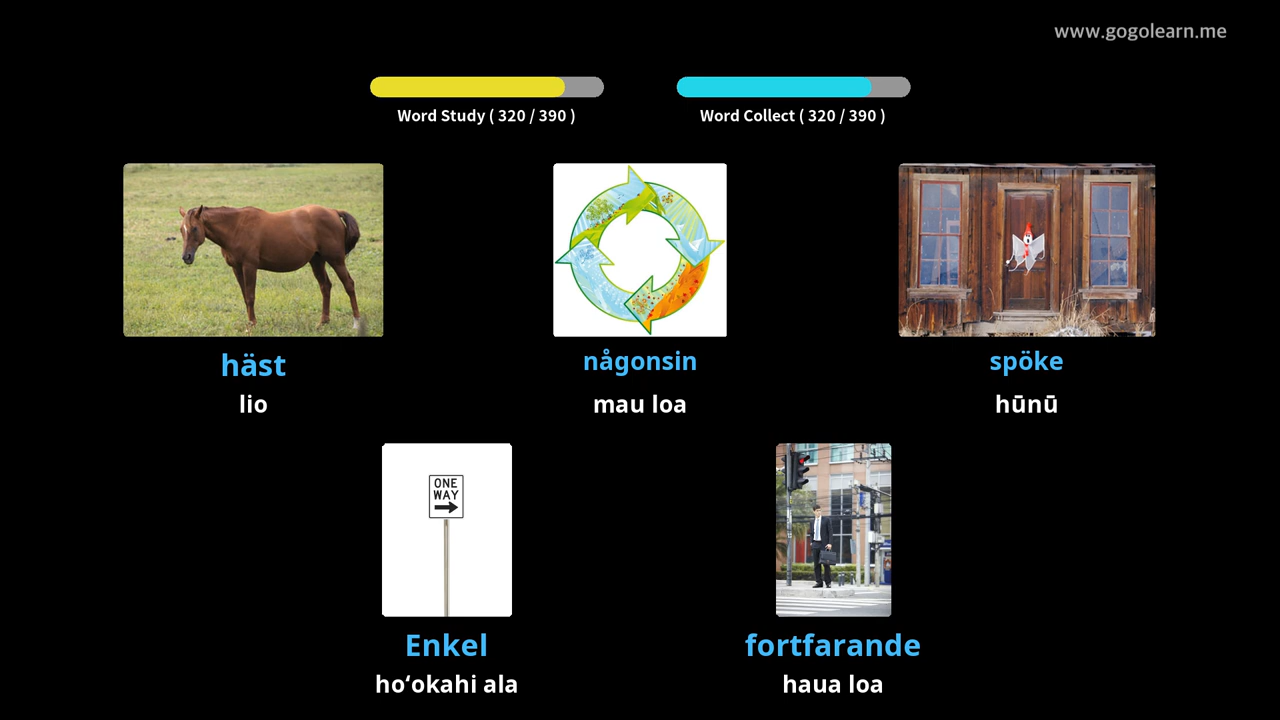 www.gogolearn.me
Word Study ( 320 / 390 )
Word Collect ( 320 / 390 )
häst
lio
någonsin
mau loa
spöke
hūnū
ONE
WAY
Enkel
hoʻokahi ala
fortfarande
haua loa